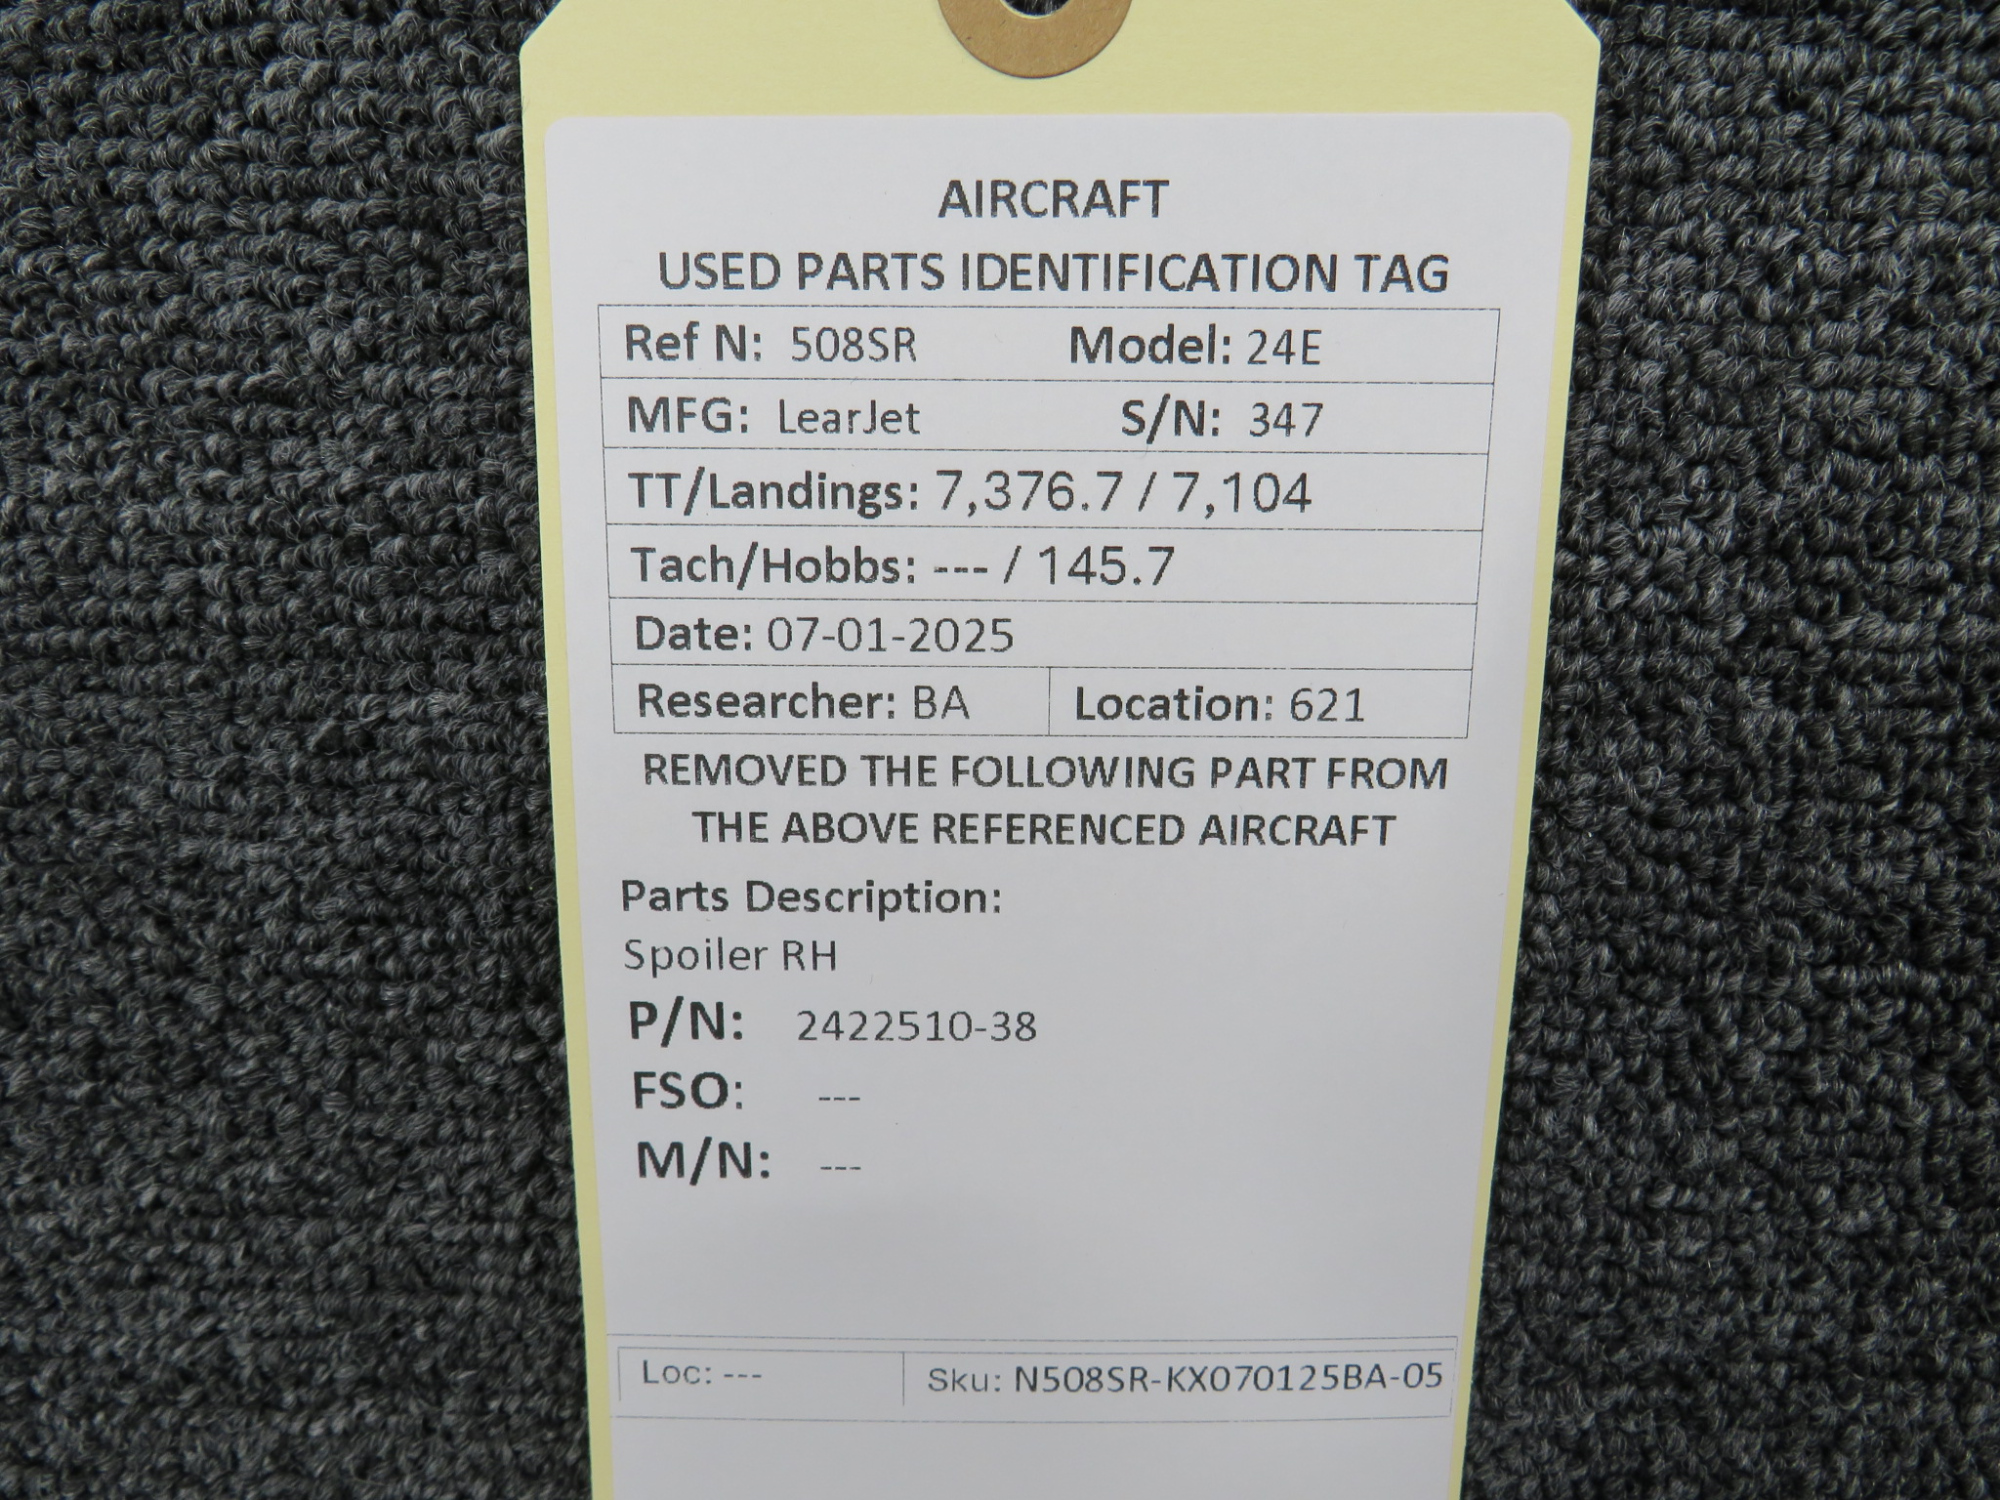 AIRCRAFT
USED PARTS IDENTIFICATION TAG
Ref N: 508SR Model: 24E
MFG: LearJet S/N: 347
TT/Landings: 7,376.7 / 7,104
Tach/Hobbs: --- / 145.7
Date: 07-01-2025
Researcher: BA Location: 621
REMOVED THE FOLLOWING PART FROM
THE ABOVE REFERENCED AIRCRAFT
Parts Description:
Spoiler RH
P/N: 2422510-38
FSO: ---
M/N: ---
Loc: --- Sku: N508SR-KX070125BA-05